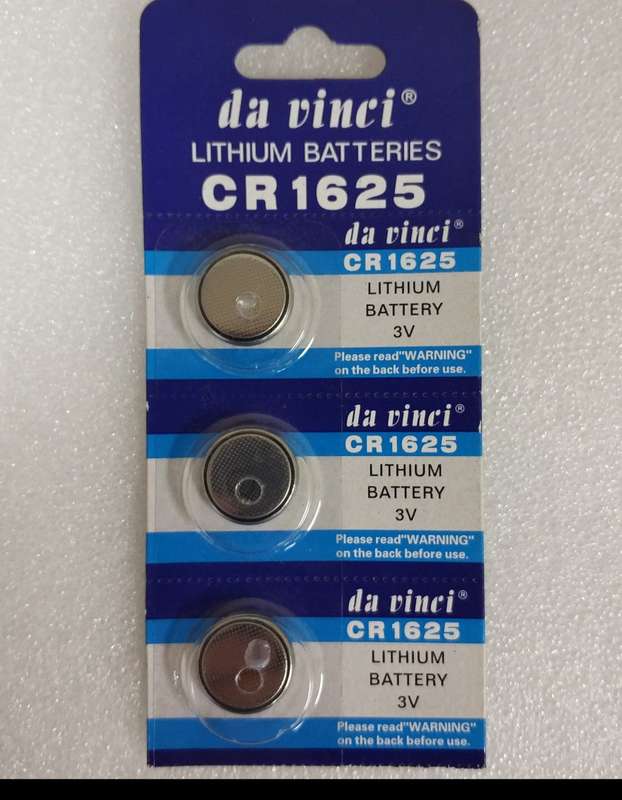 da vinci®
LITHIUM BATTERIES
CR1625
da vinci®
CR1625
LITHIUM
BATTERY
3V
Please read"WARNING"
on the back before use.
da vinci®
CR1625
LITHIUM
BATTERY
3V
Please read"WARNING"
on the back before use.
da vinci®
CR1625
LITHIUM
BATTERY
3V
Please read"WARNING"
on the back before use.